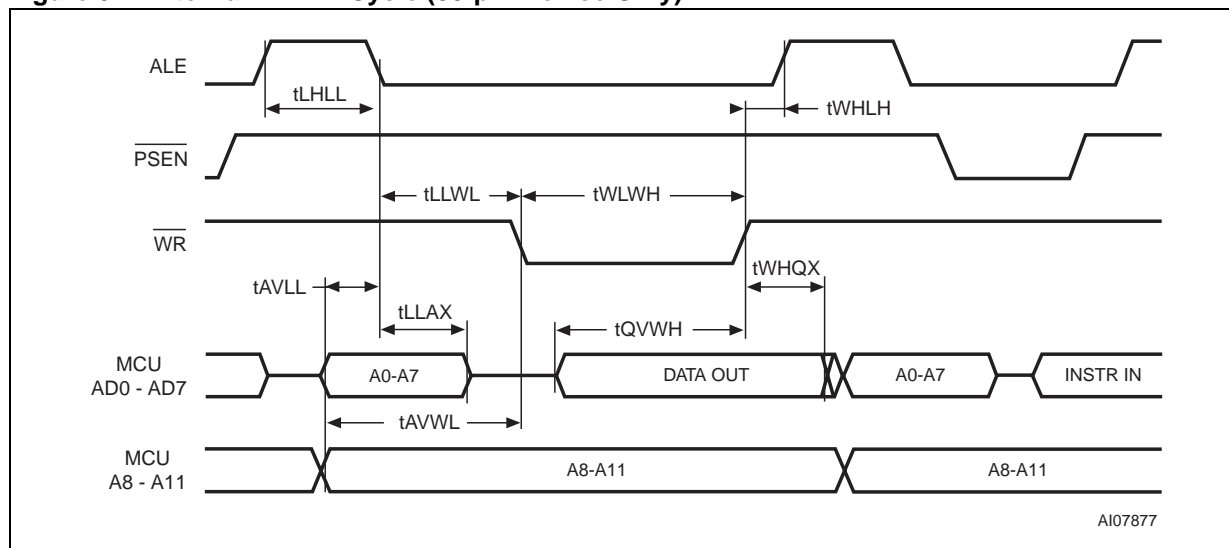 ALE
tLHLL
tWHLH
PSEN
tLLWL
tWLWH
WR
tWHQX
tAVLL
tLLAX
tQVWH
MCU
AD0 - AD7
A0-A7
DATA OUT
A0-A7
INSTR IN
tAVWL
MCU
A8 - A11
A8-A11
A8-A11
AI07877